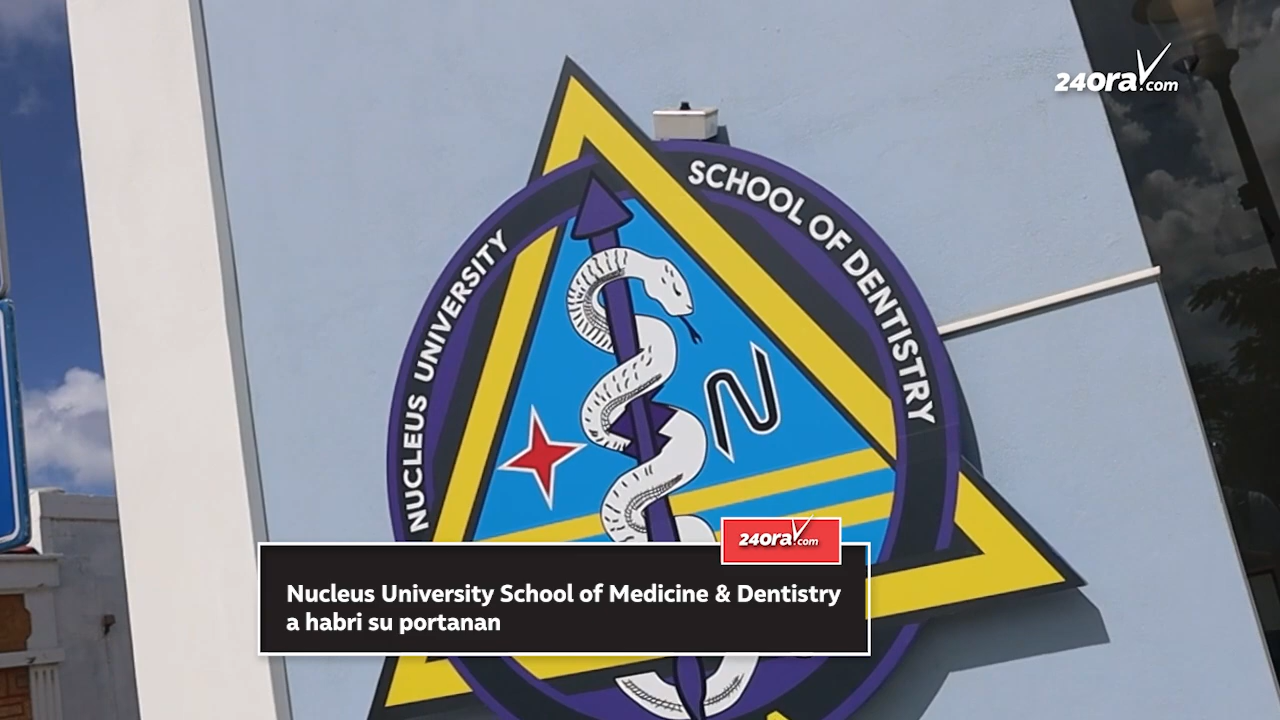 24ora.com
SCHOOL OF DENTISTRY
NUCLEUS UNIVERSITY
N
24ora.com
Nucleus University School of Medicine & Dentistry
a habri su portanan